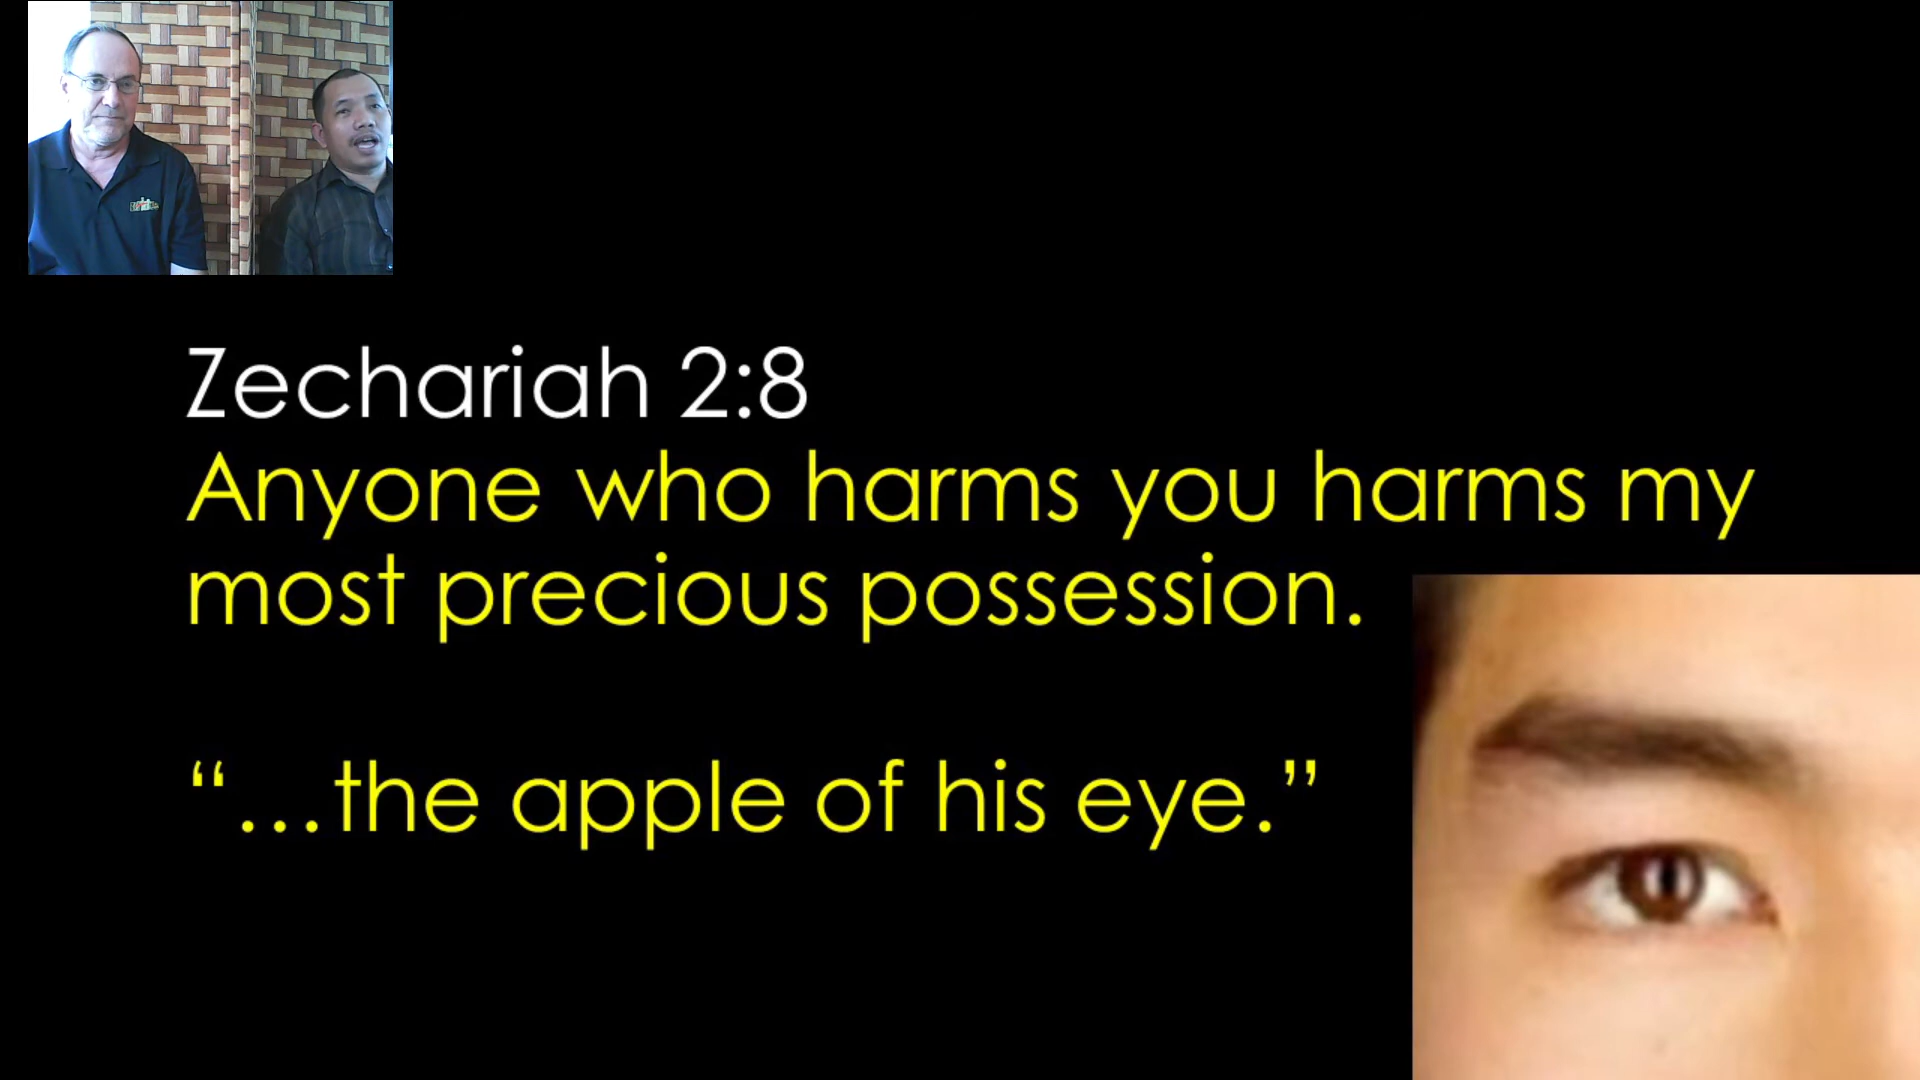 Zechariah 2:8
Anyone who harms you harms my
most precious possession.
“…the apple of his eye.”